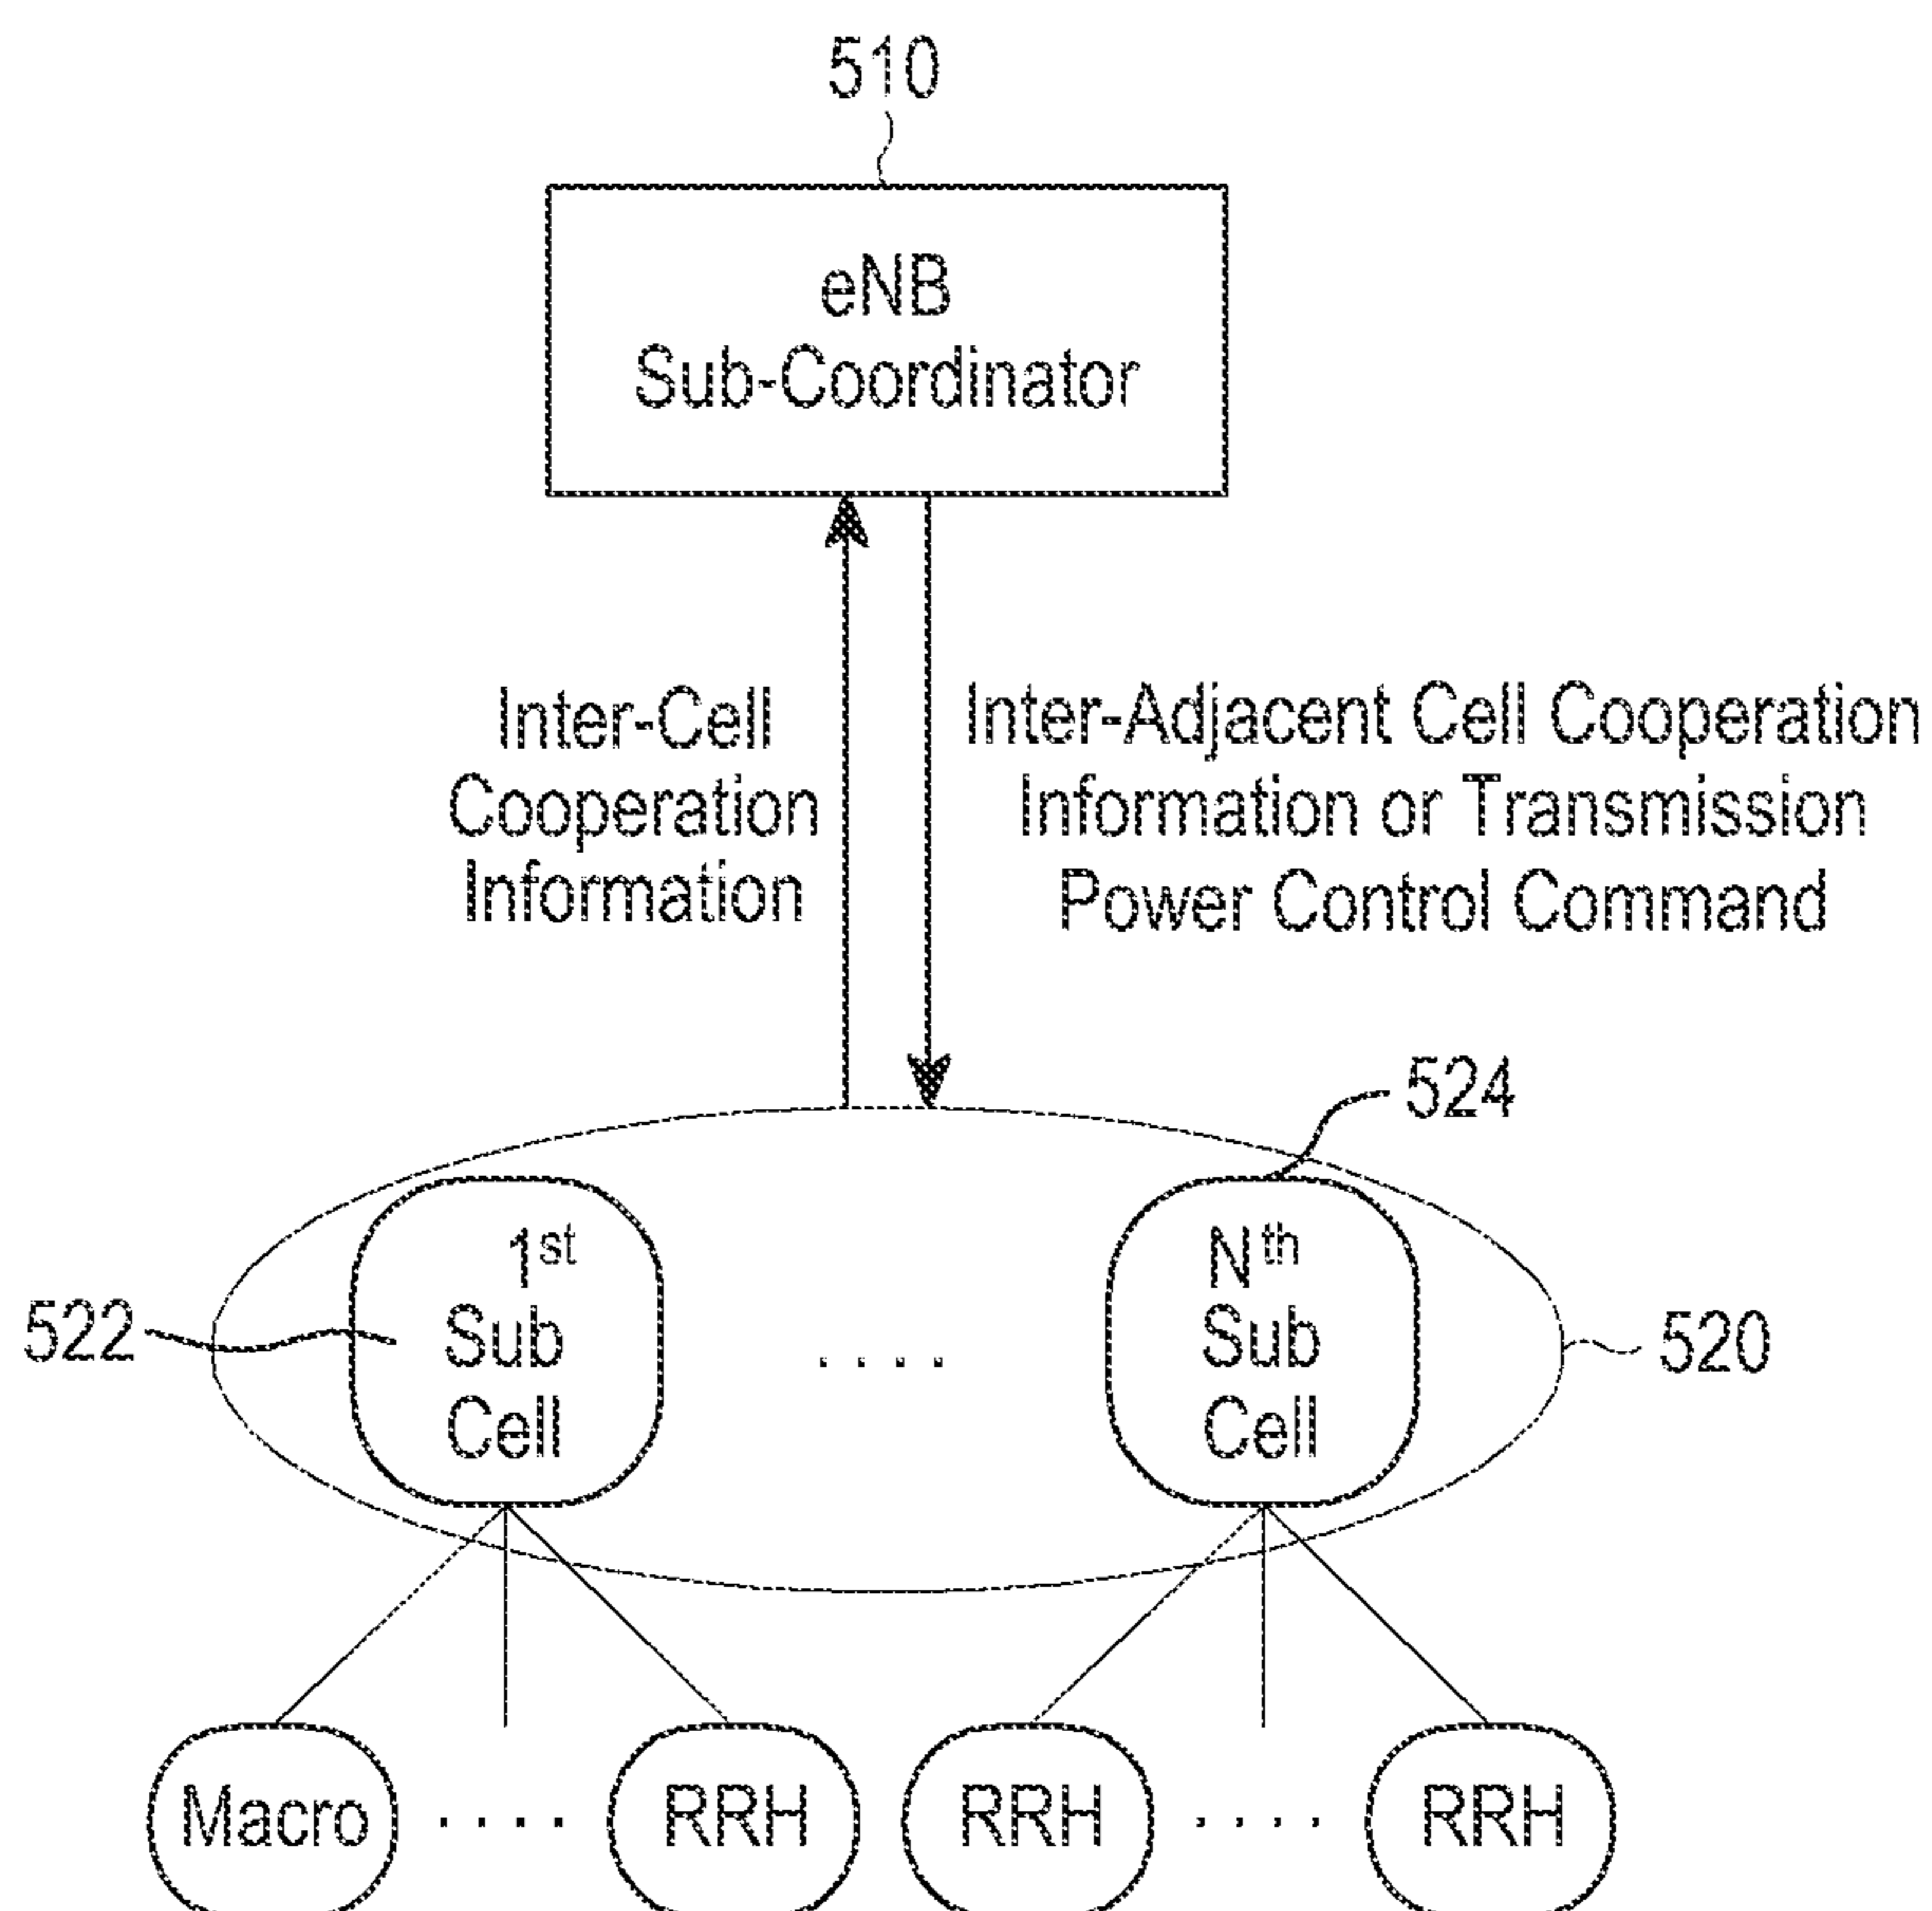 510
eNB
Sub-Coordinator
Inter-Cell
Cooperation
Information
Inter-Adjacent Cell Cooperation
Information or Transmission
Power Control Command
524
1st
Sub
Cell
....
Nth
Sub
Cell
522
520
Macro
....
RRH
RRH
....
RRH